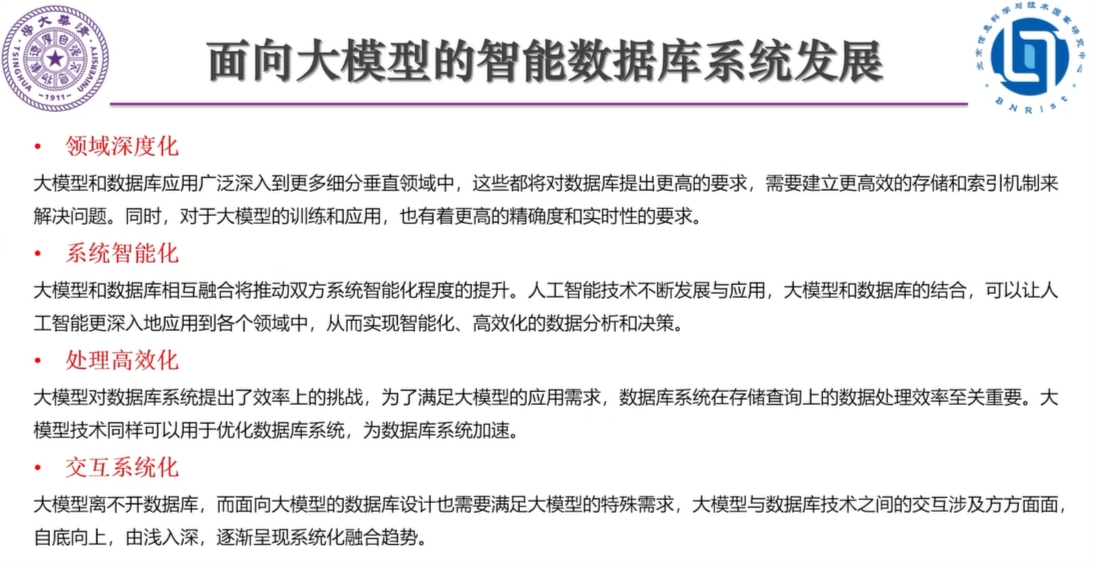 面向大模型的智能数据库系统发展
清华大学
自强不息
厚德载物
TSINGHUA UNIVERSITY
—1911—
北京信息科学与技术国家研究中心
BNRist
• 领域深度化
大模型和数据库应用广泛深入到更多细分垂直领域中，这些都将对数据库提出更高的要求，需要建立更高效的存储和索引机制来
解决问题。同时，对于大模型的训练和应用，也有着更高的精确度和实时性的要求。
• 系统智能化
大模型和数据库相互融合将推动双方系统智能化程度的提升。人工智能技术不断发展与应用，大模型和数据库的结合，可以让人
工智能更深入地应用到各个领域中，从而实现智能化、高效化的数据分析和决策。
• 处理高效化
大模型对数据库系统提出了效率上的挑战，为了满足大模型的应用需求，数据库系统在存储查询上的数据处理效率至关重要。大
模型技术同样可以用于优化数据库系统，为数据库系统加速。
• 交互系统化
大模型离不开数据库，而面向大模型的数据库设计也需要满足大模型的特殊需求，大模型与数据库技术之间的交互涉及方方面面，
自底向上，由浅入深，逐渐呈现系统化融合趋势。